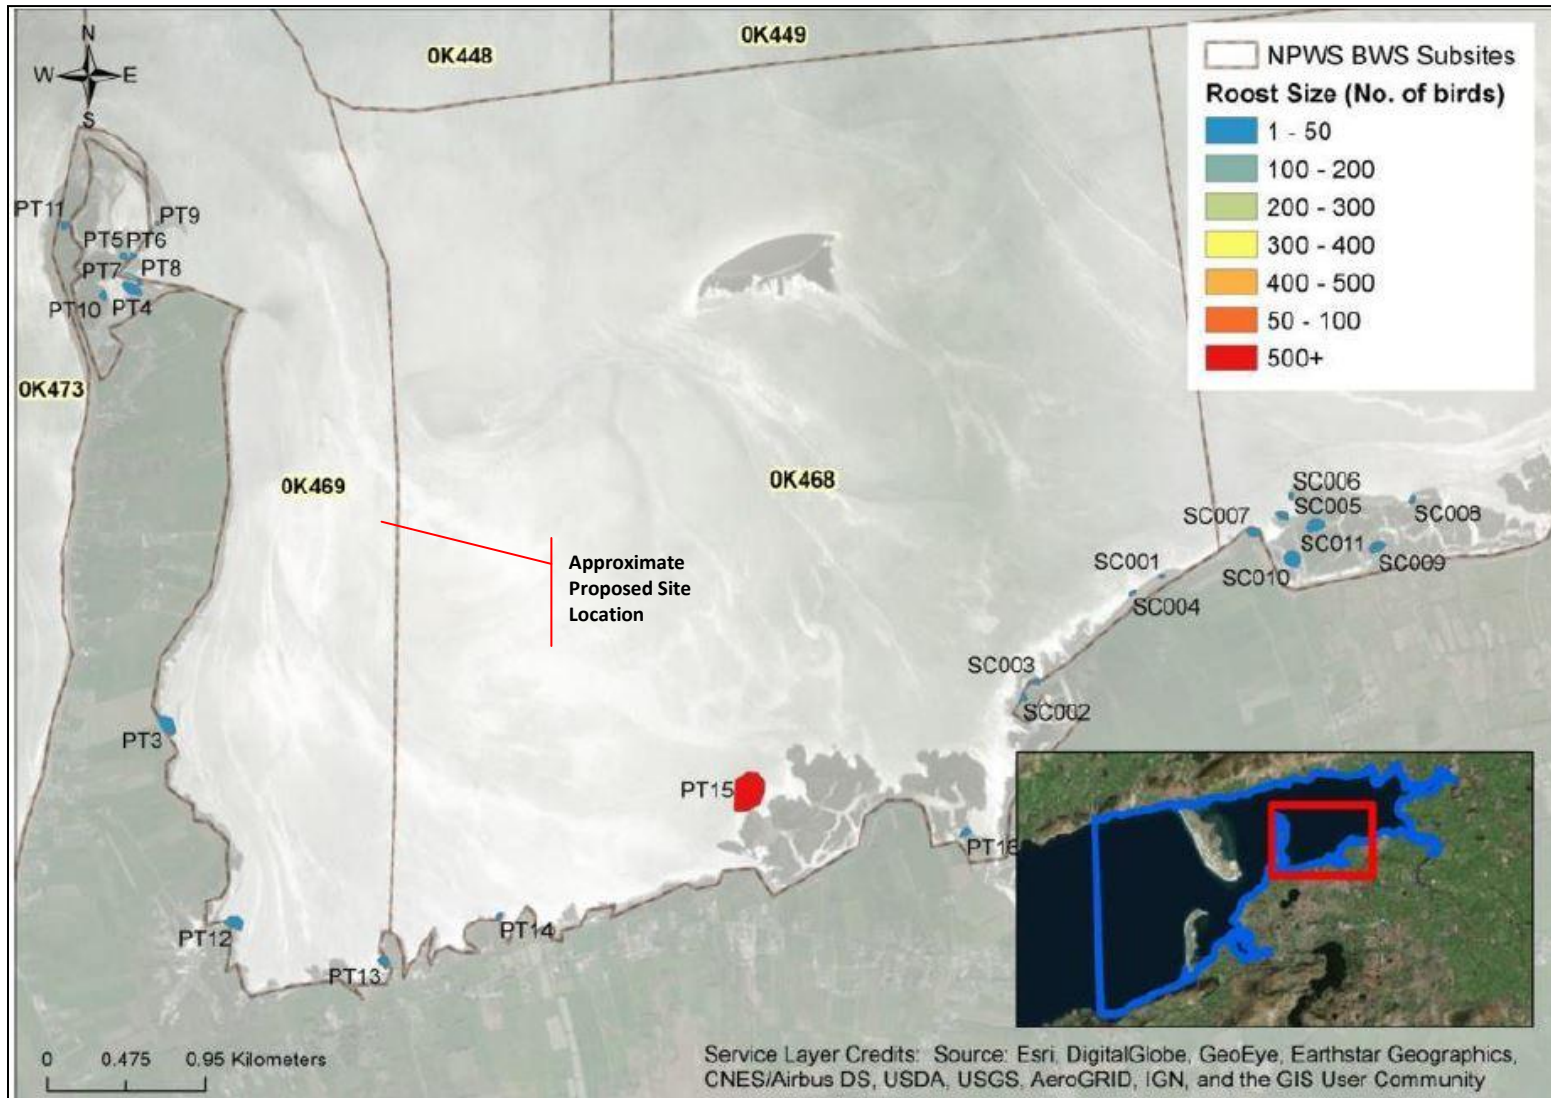 N
W E
S
0K448
0K449
NPWS BWS Subsites
Roost Size (No. of birds)
1 - 50
100 - 200
200 - 300
300 - 400
400 - 500
50 - 100
500+
PT11
PT9
PT5 PT6
PT7 PT8
PT10 PT4
0K473
0K469
0K468
SC006
SC005
SC008
SC007
SC011
SC009
SC010
SC001
SC004
Approximate
Proposed Site
Location
SC003
SC002
PT3
PT15
PT16
PT12
PT14
PT13
0 0.475 0.95 Kilometers
Service Layer Credits: Source: Esri, DigitalGlobe, GeoEye, Earthstar Geographics,
CNES/Airbus DS, USDA, USGS, AeroGRID, IGN, and the GIS User Community